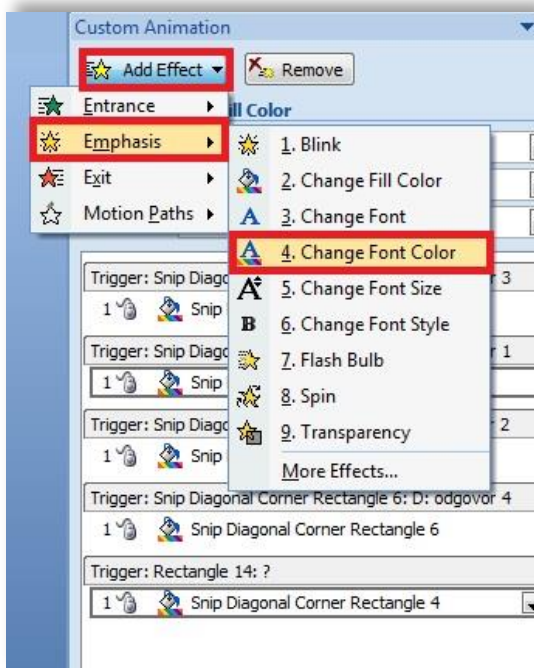 Custom Animation
Add Effect
Remove
Entrance
ill Color
Emphasis
1. Blink
Exit
2. Change Fill Color
Motion Paths
3. Change Font
4. Change Font Color
5. Change Font Size
6. Change Font Style
7. Flash Bulb
8. Spin
9. Transparency
More Effects...
Trigger: Snip Diag 3
1 Snip
Trigger: Snip Diago r 1
1 Snip
Trigger: Snip Diago 2
1 Snip
Trigger: Snip Diagonal Corner Rectangle 6: D: odgovor 4
1 Snip Diagonal Corner Rectangle 6
Trigger: Rectangle 14: ?
1 Snip Diagonal Corner Rectangle 4